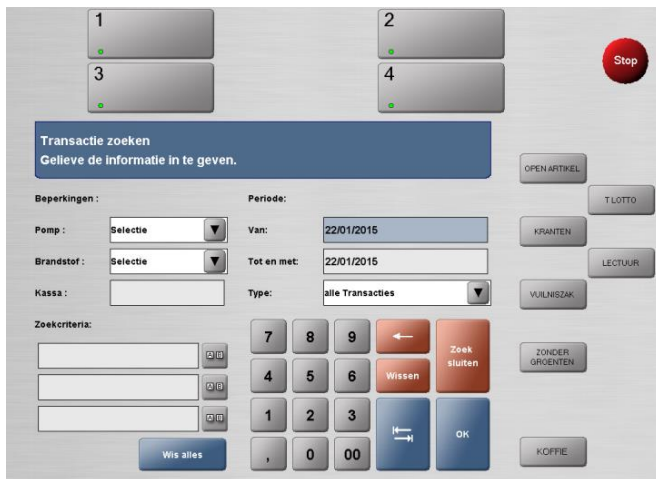 1
2
3
4
Stop
Transactie zoeken
Gelieve de informatie in te geven.
OPEN ARTIKEL
T LOTTO
Beperkingen :
Periode:
Pomp :
Selectie
Van:
22/01/2015
KRANTEN
Brandstof :
Selectie
Tot en met:
22/01/2015
LECTUUR
Kassa :
Type:
alle Transacties
VUILNISZAK
Zoekcriteria:
7
8
9
Zoek
sluiten
ZONDER
GROENTEN
4
5
6
Wissen
1
2
3
OK
Wis alles
,
0
00
KOFFIE